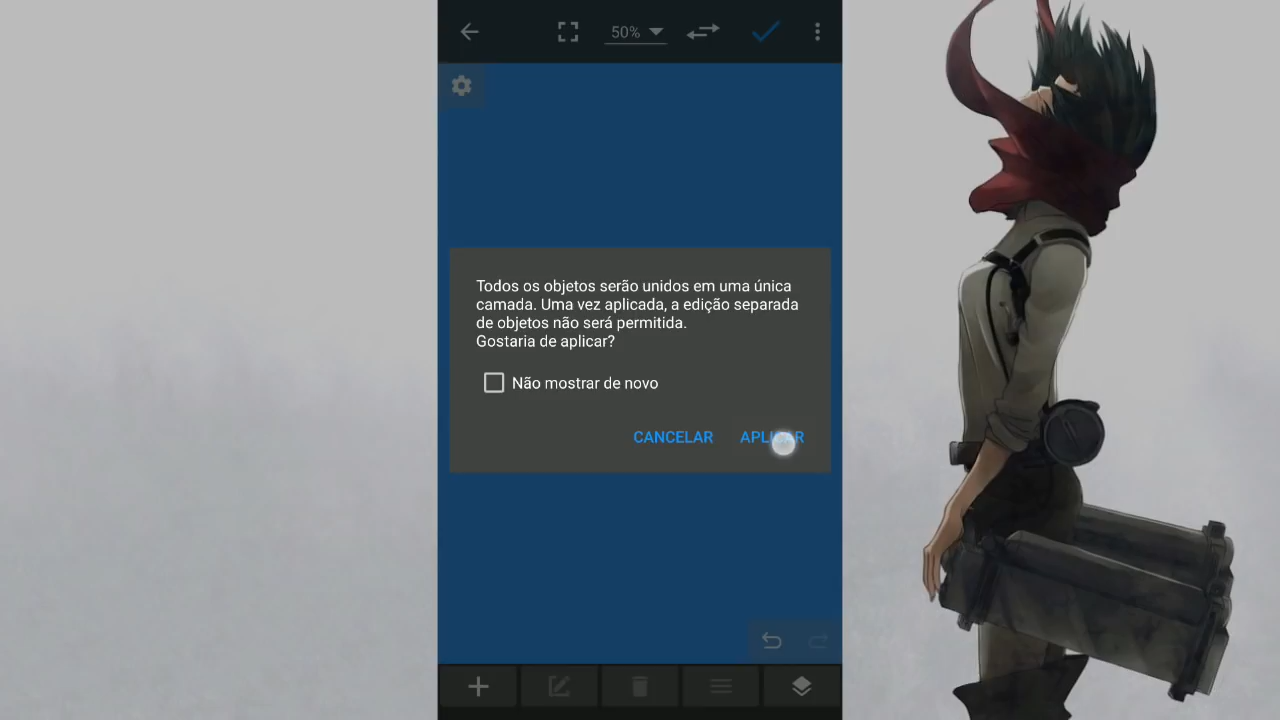 50%
Todos os objetos serão unidos em uma única
camada. Uma vez aplicada, a edição separada
de objetos não será permitida.
Gostaria de aplicar?
Não mostrar de novo
CANCELAR APLICAR